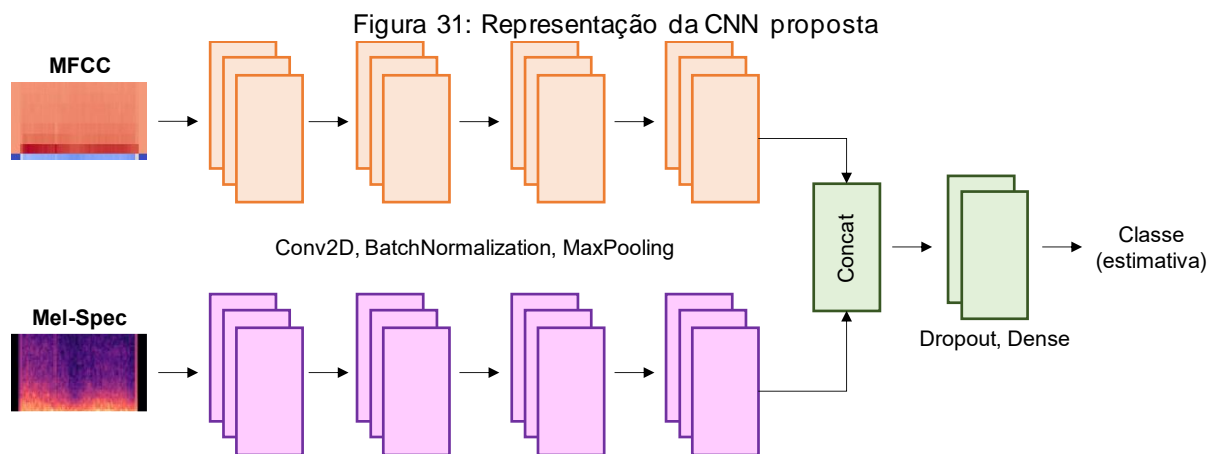 Figura 31: Representação da CNN proposta
MFCC
Conv2D, BatchNormalization, MaxPooling
Mel-Spec
Concat
Dropout, Dense
Classe
(estimativa)